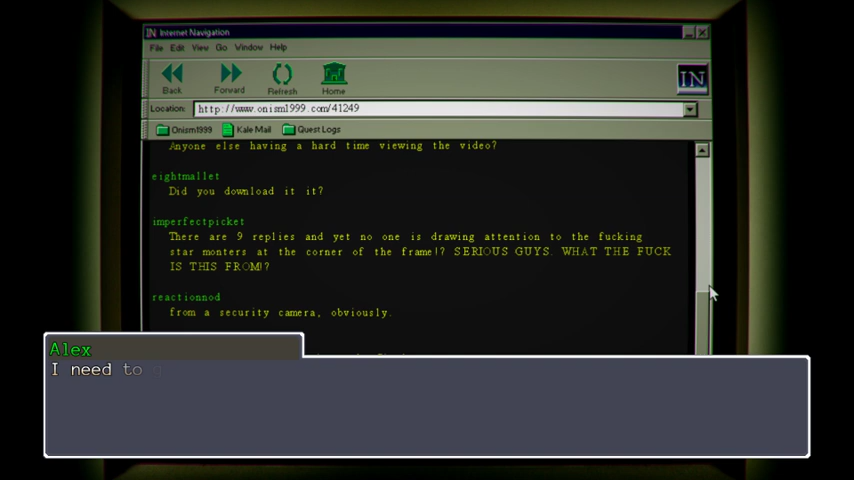 IN Internet Navigation
File Edit View Go Window Help
Back Forward Refresh Home
IN
Location: http://www.onism1999.com/41249
Onism1999 Kale Mail Quest Logs
Anyone else having a hard time viewing the video?
eightmallet
Did you download it it?
imperfectpicket
There are 9 replies and yet no one is drawing attention to the fucking
star monters at the corner of the frame!? SERIOUS GUYS. WHAT THE FUCK
IS THIS FROM!?
reactionnod
from a security camera, obviously.
Alex
I need to